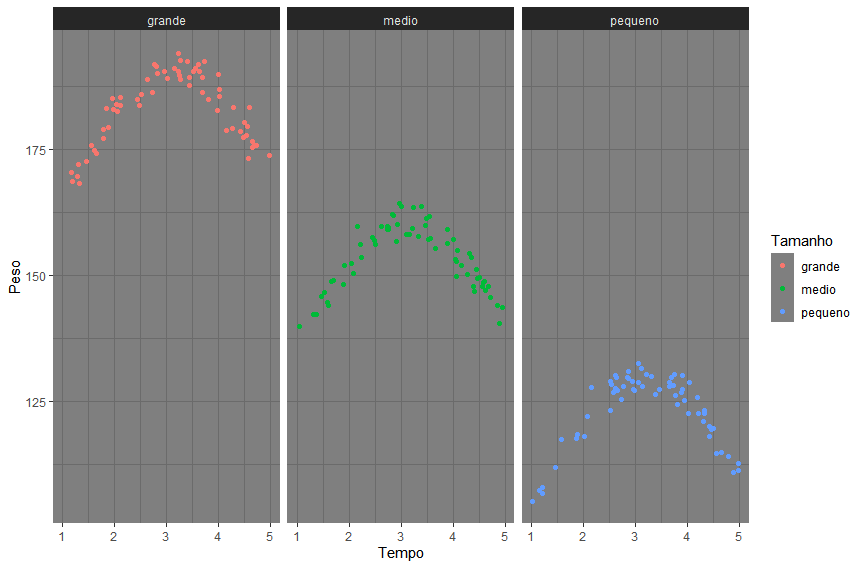 grande medio pequeno
175
150
125
Peso
1 2 3 4 5 1 2 3 4 5 1 2 3 4 5
Tempo
Tamanho
grande
medio
pequeno